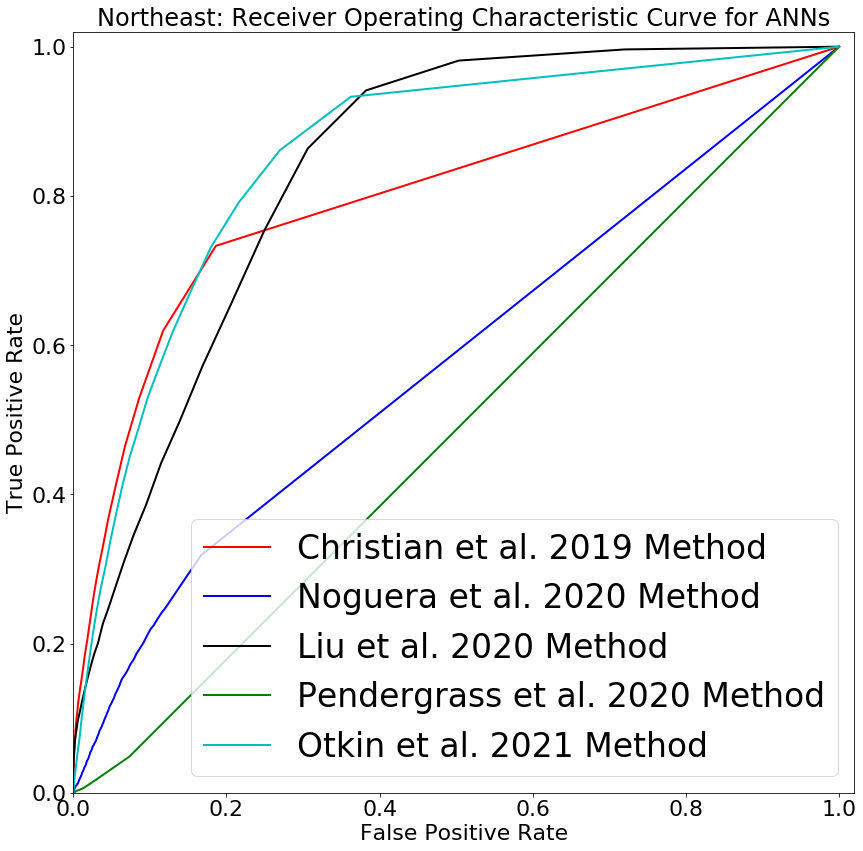 Northeast: Receiver Operating Characteristic Curve for ANNs
True Positive Rate
1.0
0.8
0.6
0.4
0.2
0.0
Christian et al. 2019 Method
Noguera et al. 2020 Method
Liu et al. 2020 Method
Pendergrass et al. 2020 Method
Otkin et al. 2021 Method
0.0 0.2 0.4 0.6 0.8 1.0
False Positive Rate